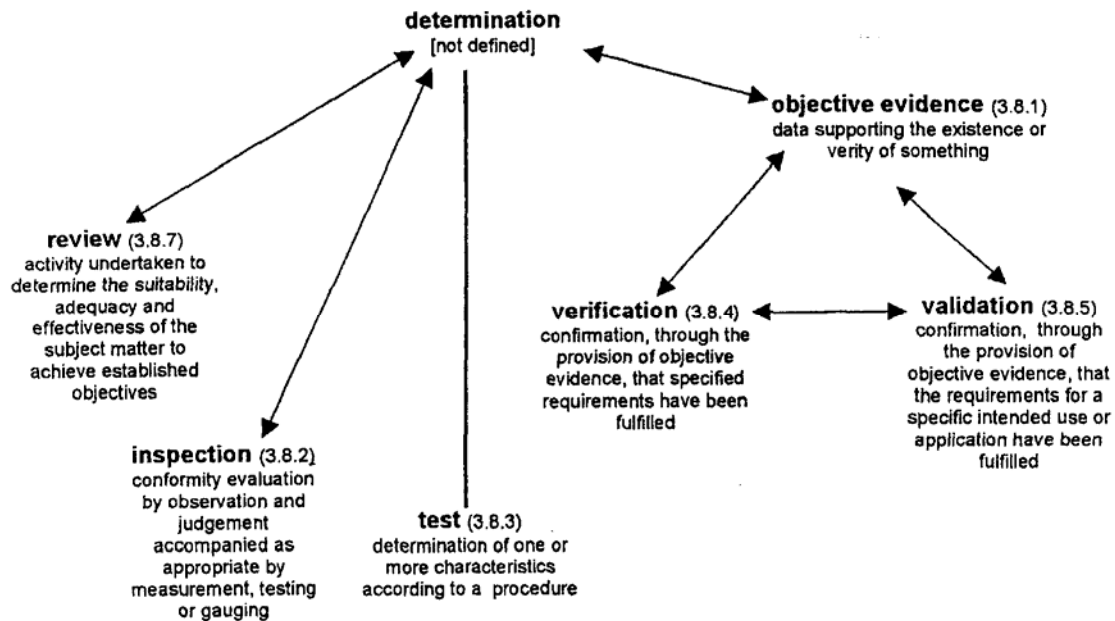 determination
[not defined]
objective evidence (3.8.1)
data supporting the existence or
verity of something
review (3.8.7)
activity undertaken to
determine the suitability,
adequacy and
effectiveness of the
subject matter to
achieve established
objectives
verification (3.8.4)
confirmation, through the
provision of objective
evidence, that specified
requirements have been
fulfilled
validation (3.8.5)
confirmation, through
the provision of
objective evidence, that
the requirements for a
specific intended use or
application have been
fulfilled
inspection (3.8.2)
conformity evaluation
by observation and
judgement
accompanied as
appropriate by
measurement, testing
or gauging
test (3.8.3)
determination of one or
more characteristics
according to a procedure